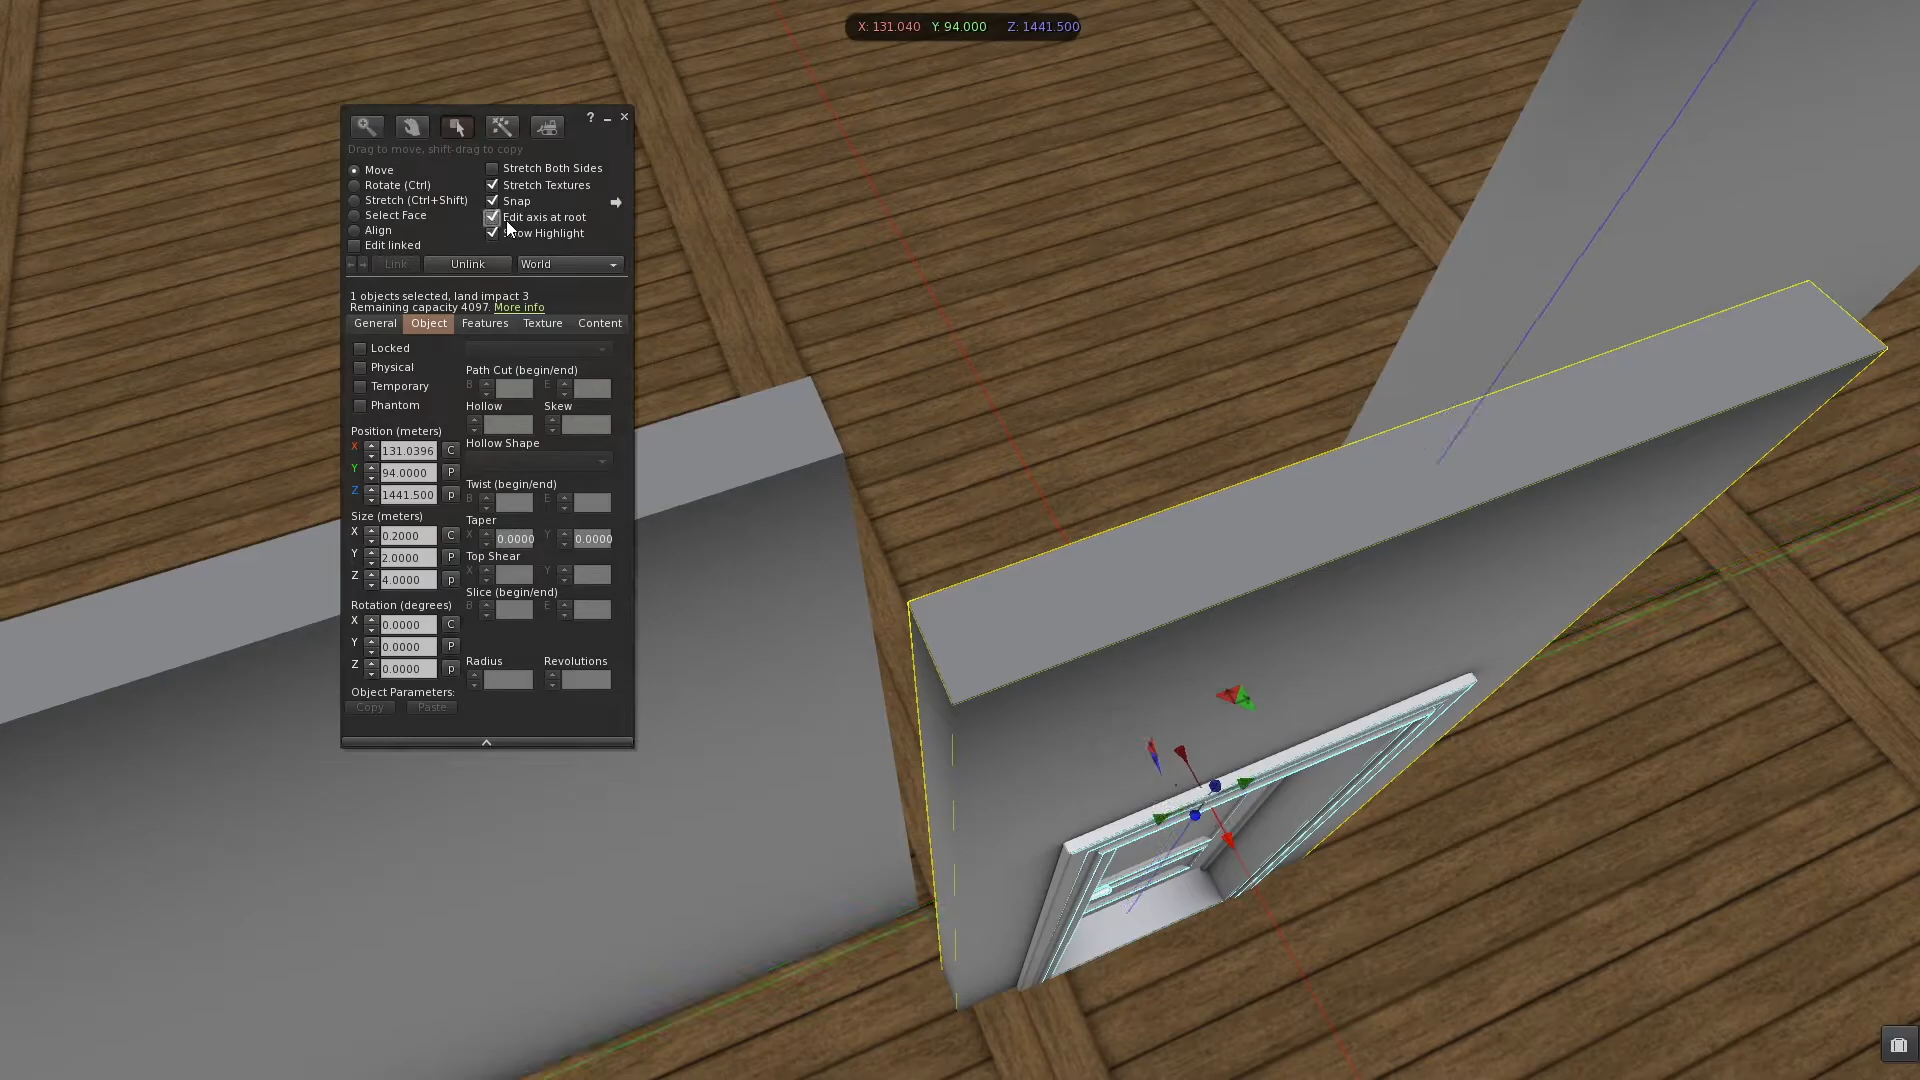 X: 131.040 Y: 94.000 Z: 1441.500
?
Drag to move, shift-drag to copy
Move
Rotate (Ctrl)
Stretch (Ctrl+Shift)
Select Face
Align
Edit linked
Stretch Both Sides
Stretch Textures
Snap
Edit axis at root
Show Highlight
Link Unlink World
1 objects selected, land impact 3
Remaining capacity 4097. More info
General Object Features Texture Content
Locked
Physical
Temporary
Phantom
Position (meters)
X 131.0396 C
Y 94.0000 P
Z 1441.500 p
Size (meters)
X 0.2000 C
Y 2.0000 P
Z 4.0000 p
Rotation (degrees)
X 0.0000 C
Y 0.0000 P
Z 0.0000 p
Object Parameters:
Copy Paste
Path Cut (begin/end)
B E
Hollow Skew
Hollow Shape
Twist (begin/end)
B E
Taper
X 0.0000 Y 0.0000
Top Shear
X Y
Slice (begin/end)
B E
Radius Revolutions